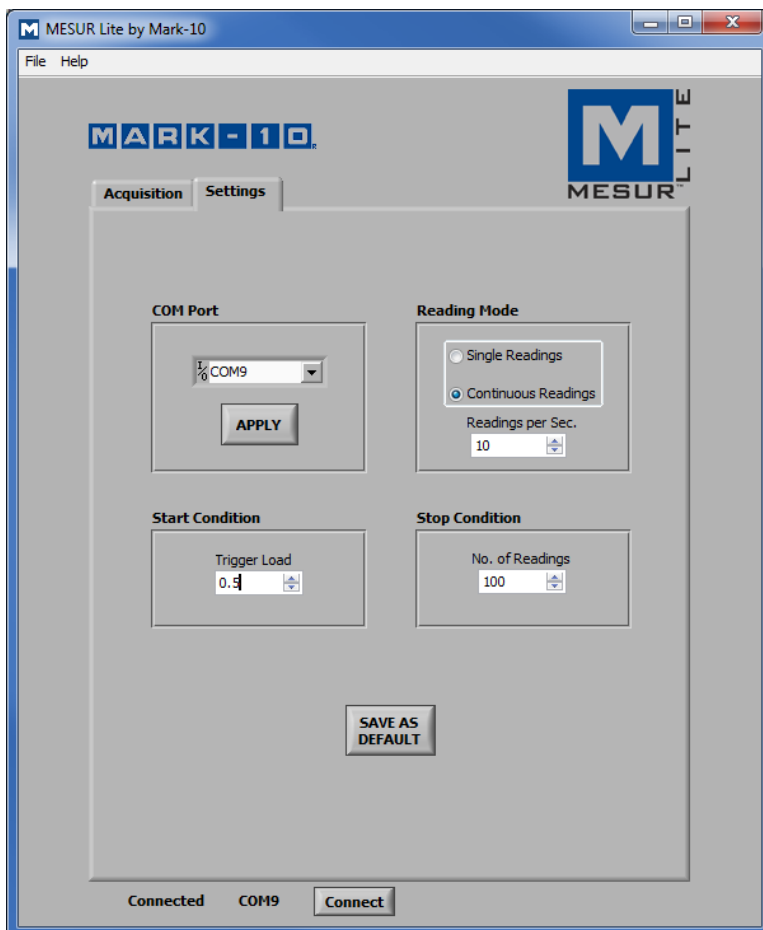 MESUR Lite by Mark-10
File Help
MARK-10
MESUR™
LITE
Acquisition Settings
COM Port
COM9
APPLY
Reading Mode
Single Readings
Continuous Readings
Readings per Sec.
10
Start Condition
Trigger Load
0.5
Stop Condition
No. of Readings
100
SAVE AS
DEFAULT
Connected COM9 Connect